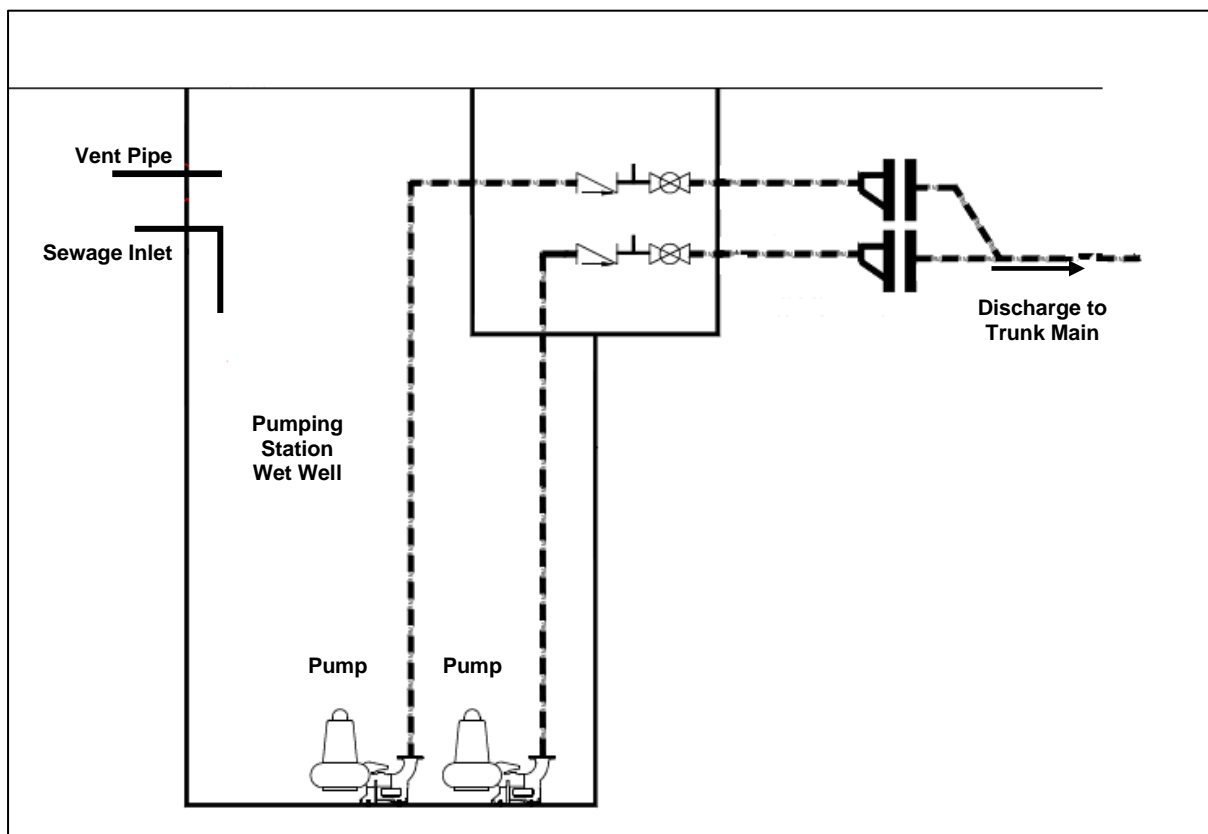 Vent Pipe
Sewage Inlet
Discharge to
Trunk Main
Pumping
Station
Wet Well
Pump
Pump